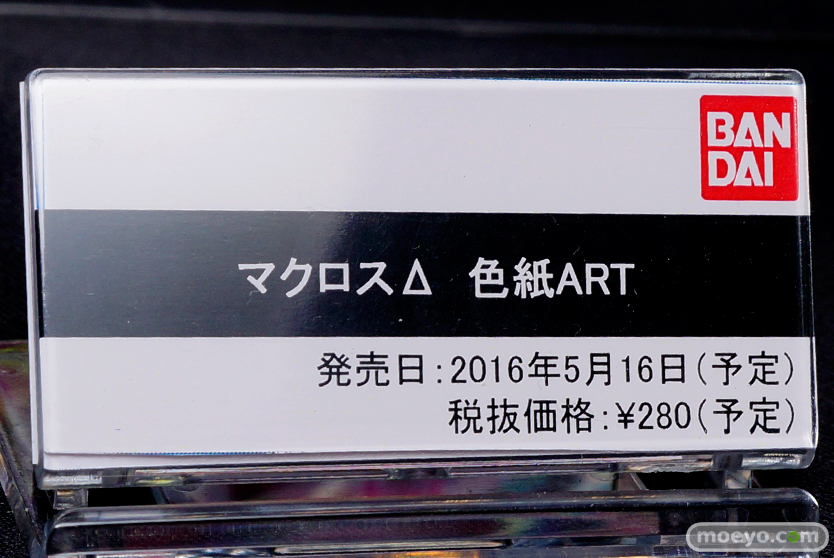 BAN
DAI
マクロスΔ　色紙ART
発売日：2016年5月16日（予定）
税抜価格：¥280（予定）
moeyo.com